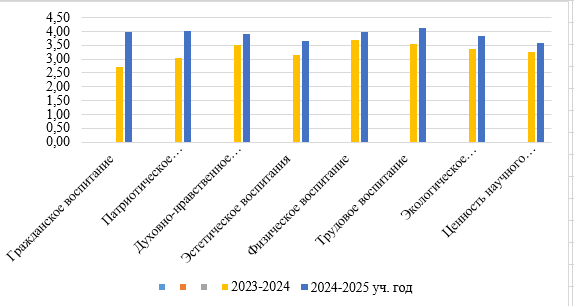 4,50
4,00
3,50
3,00
2,50
2,00
1,50
1,00
0,50
0,00
Гражданское воспитание
Патриотическое…
Духовно-нравственное…
Эстетическое воспитания
Физическое воспитание
Трудовое воспитание
Экологическое…
Ценность научного…
2023-2024 2024-2025 уч. год